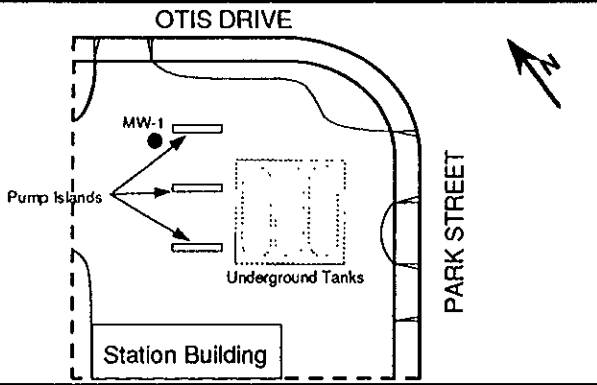 OTIS DRIVE
N
MW-1
Pump Islands
PARK STREET
Underground Tanks
Station Building